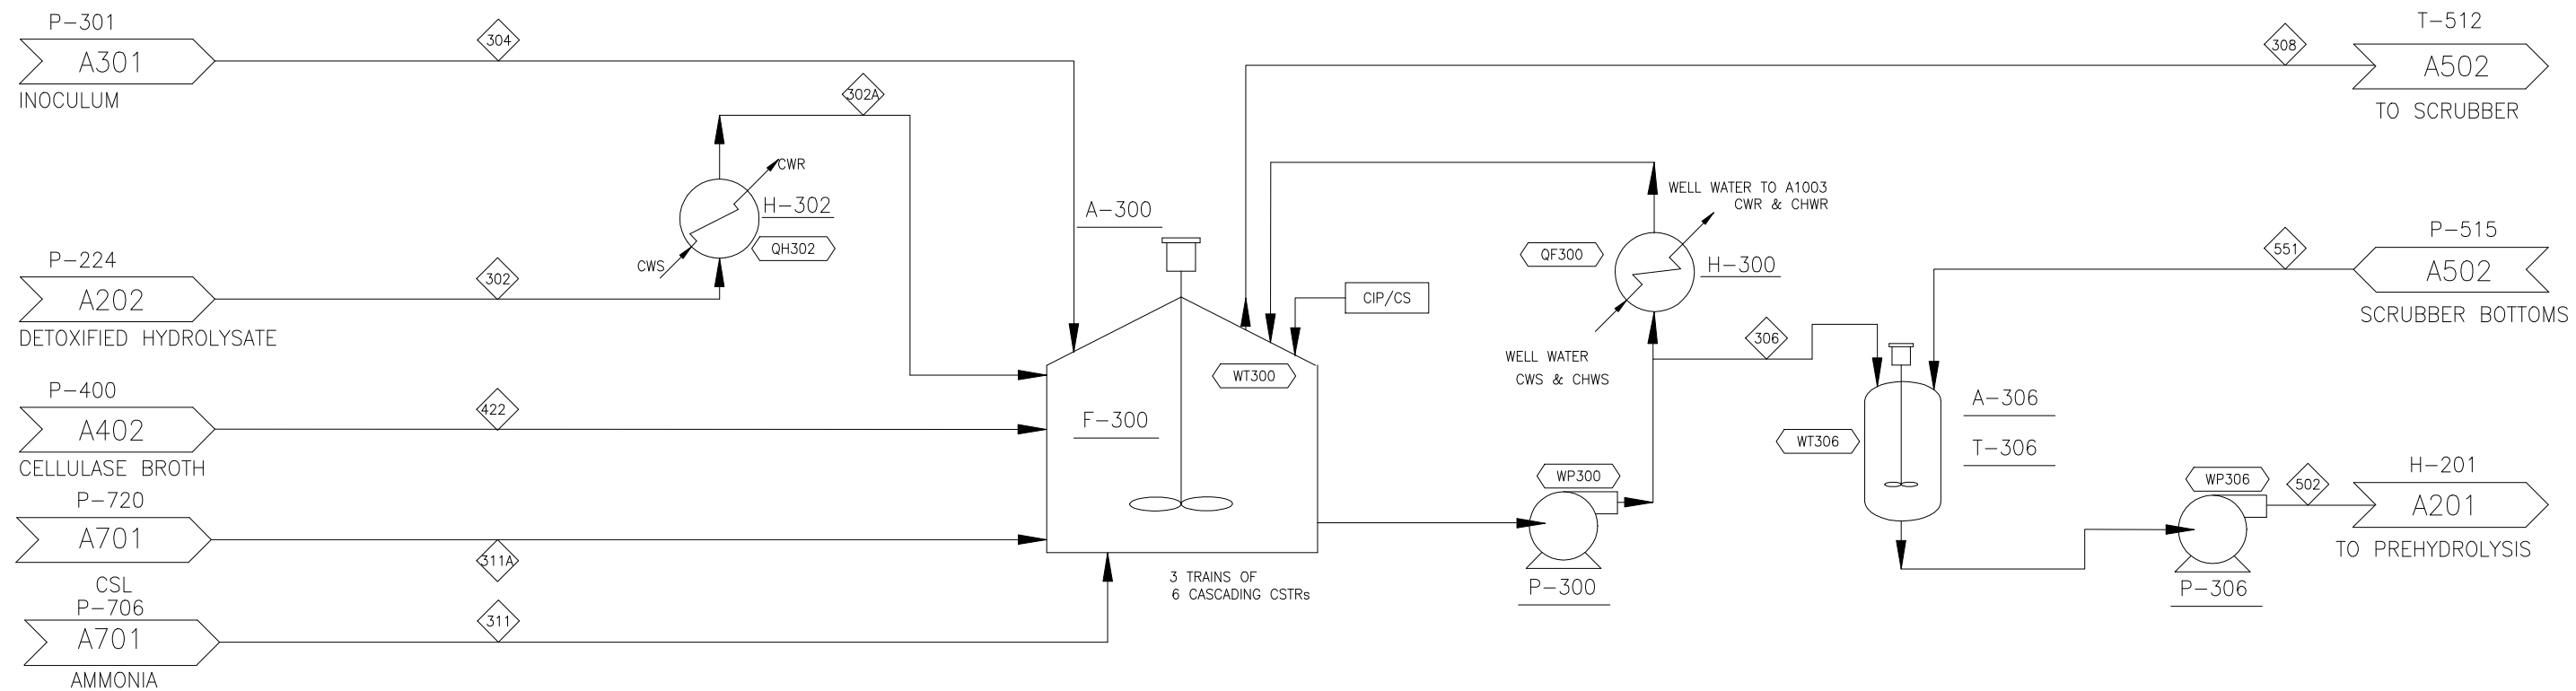 P-301
A301
INOCULUM
304
302A
CWR
H-302
QH302
CWS
P-224
A202
DETOXIFIED HYDROLYSATE
302
P-400
A402
CELLULASE BROTH
422
P-720
A701
311A
CSL
P-706
A701
AMMONIA
311
A-300
F-300
WT300
CIP/CS
3 TRAINS OF
6 CASCADING CSTRs
WELL WATER TO A1003
CWR & CHWR
QF300
H-300
WELL WATER
CWS & CHWS
306
WP300
P-300
T-512
308
A502
TO SCRUBBER
P-515
551
A502
SCRUBBER BOTTOMS
A-306
WT306
T-306
H-201
WP306
502
A201
TO PREHYDROLYSIS
P-306